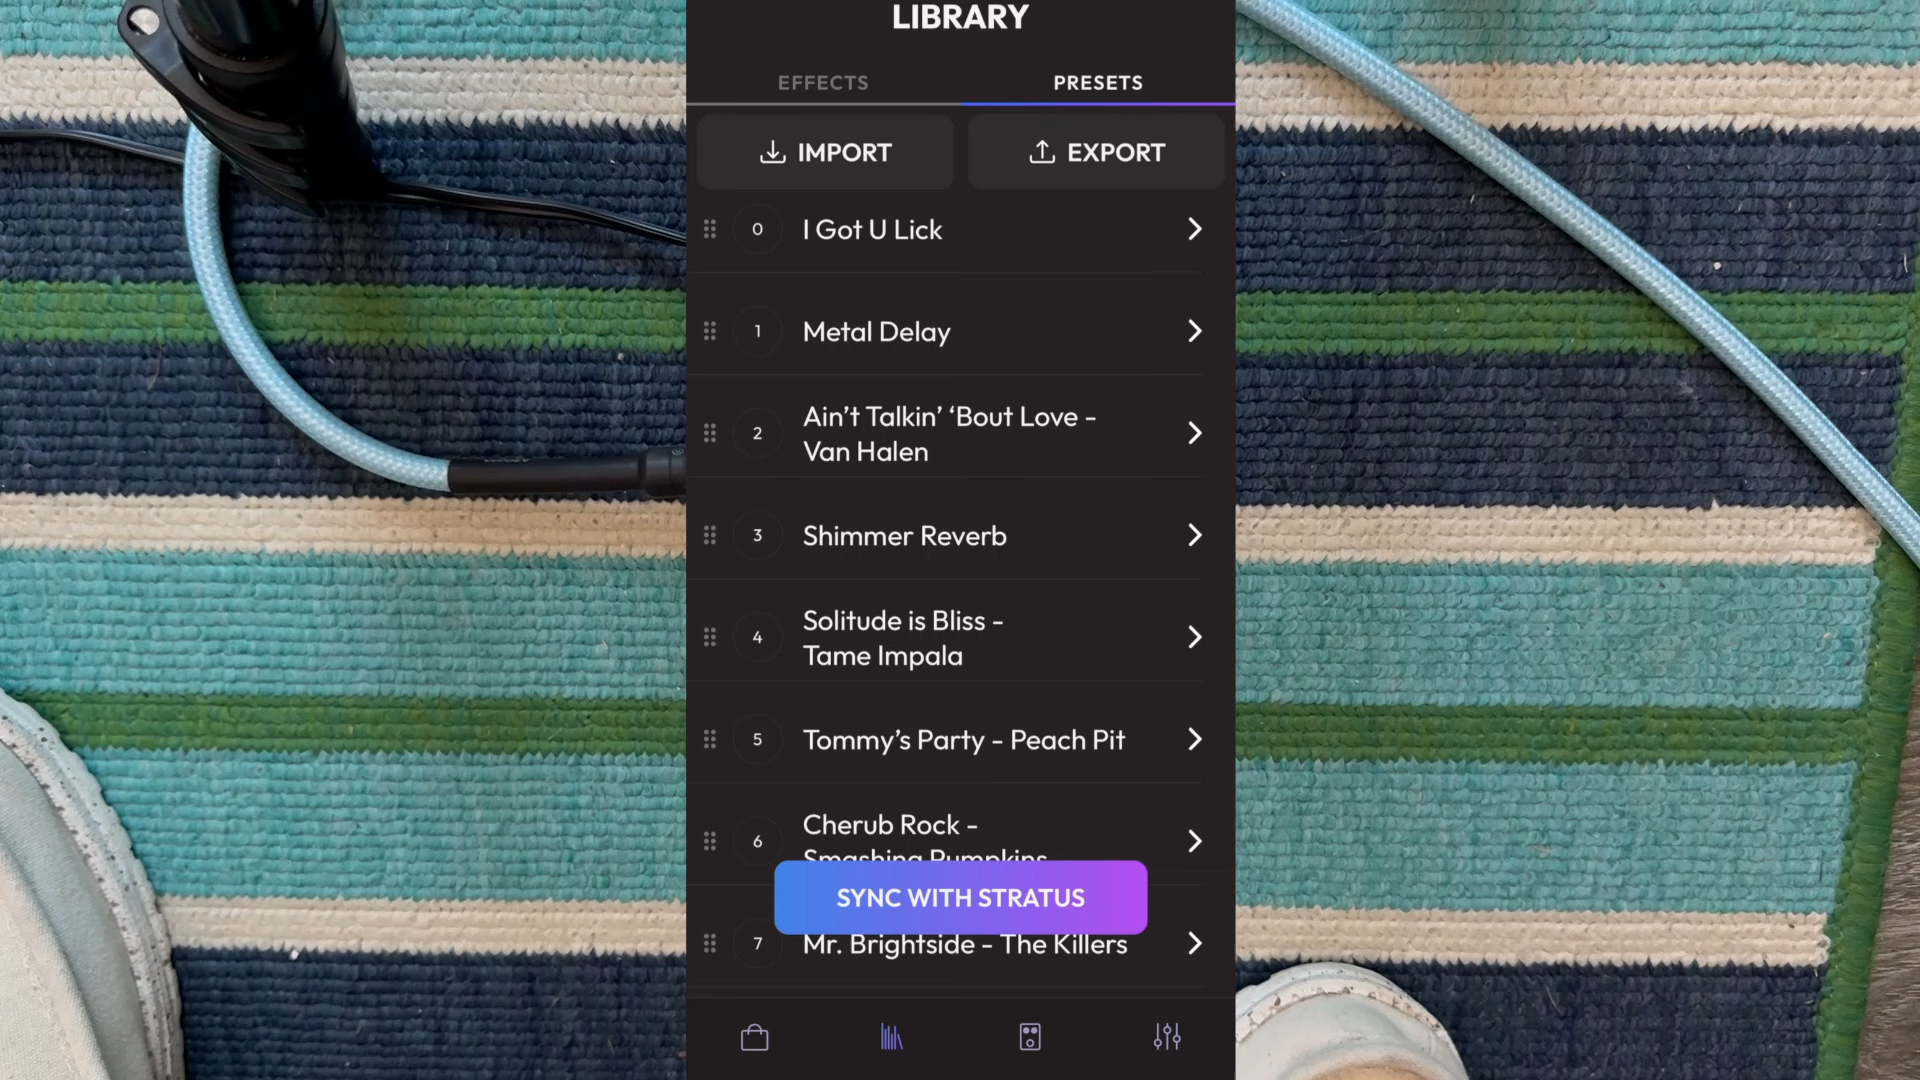 LIBRARY
EFFECTS
PRESETS
IMPORT
EXPORT
0
I Got U Lick
1
Metal Delay
2
Ain’t Talkin’ ‘Bout Love -
Van Halen
3
Shimmer Reverb
4
Solitude is Bliss -
Tame Impala
5
Tommy’s Party - Peach Pit
6
Cherub Rock -
Smashing Pumpkins
SYNC WITH STRATUS
7
Mr. Brightside - The Killers